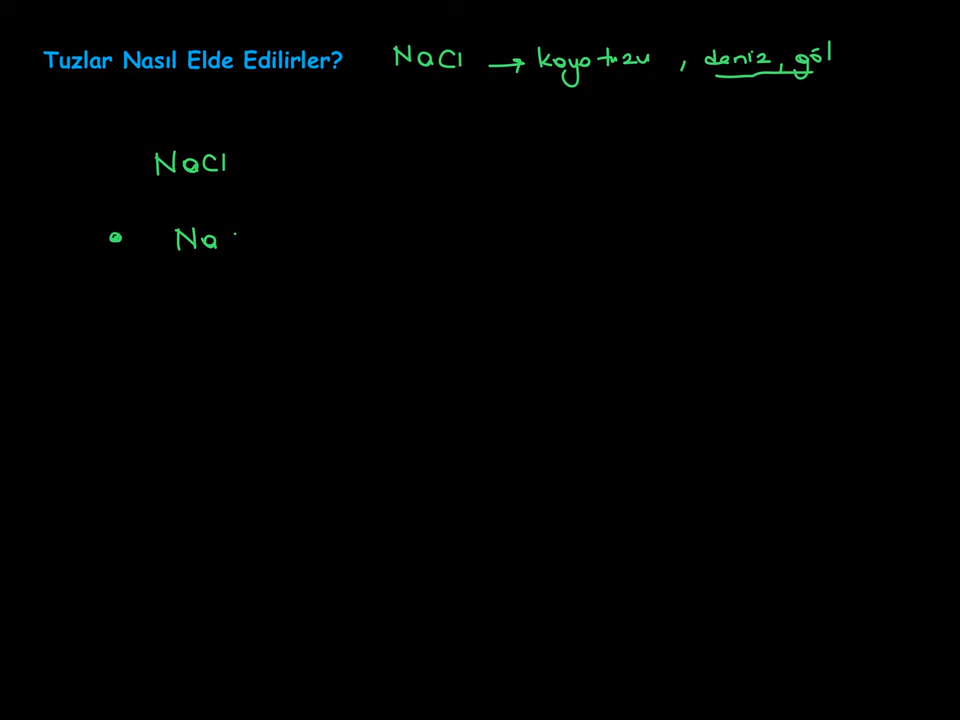 Tuzlar Nasıl Elde Edilirler? NaCl → kaya tuzu , deniz, göl
NaCl
• Na